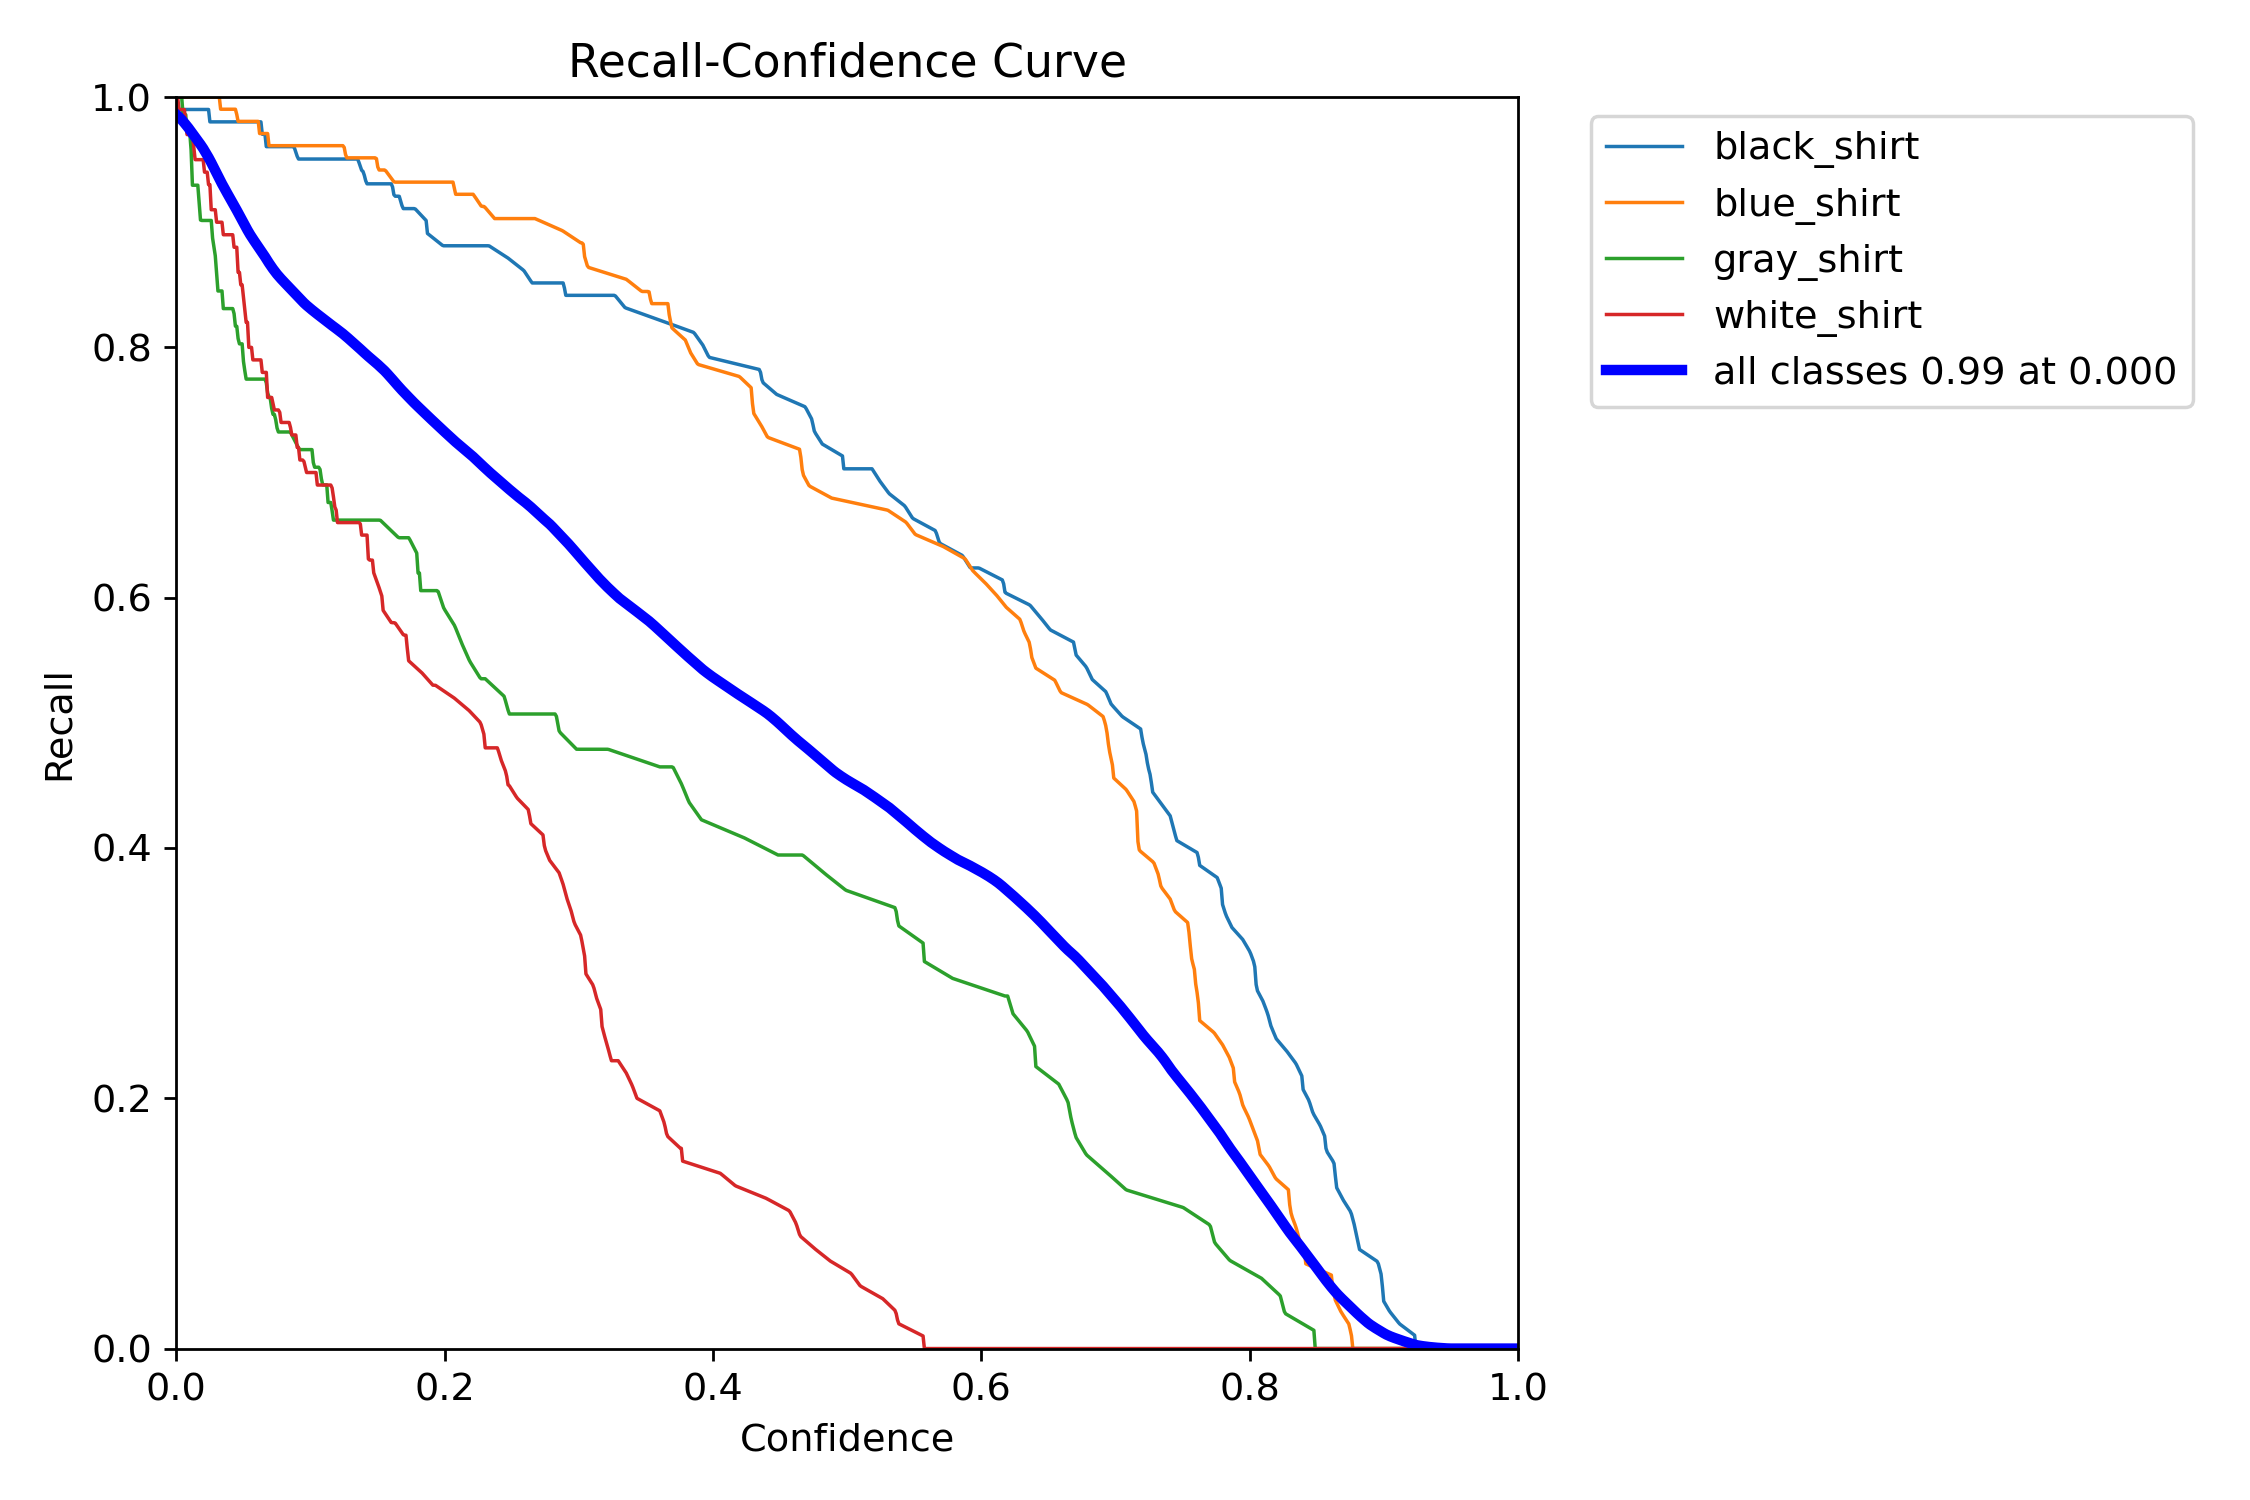 Recall-Confidence Curve
1.0
0.8
0.6
0.4
0.2
0.0
Recall
0.0 0.2 0.4 0.6 0.8 1.0
Confidence
black_shirt
blue_shirt
gray_shirt
white_shirt
all classes 0.99 at 0.000